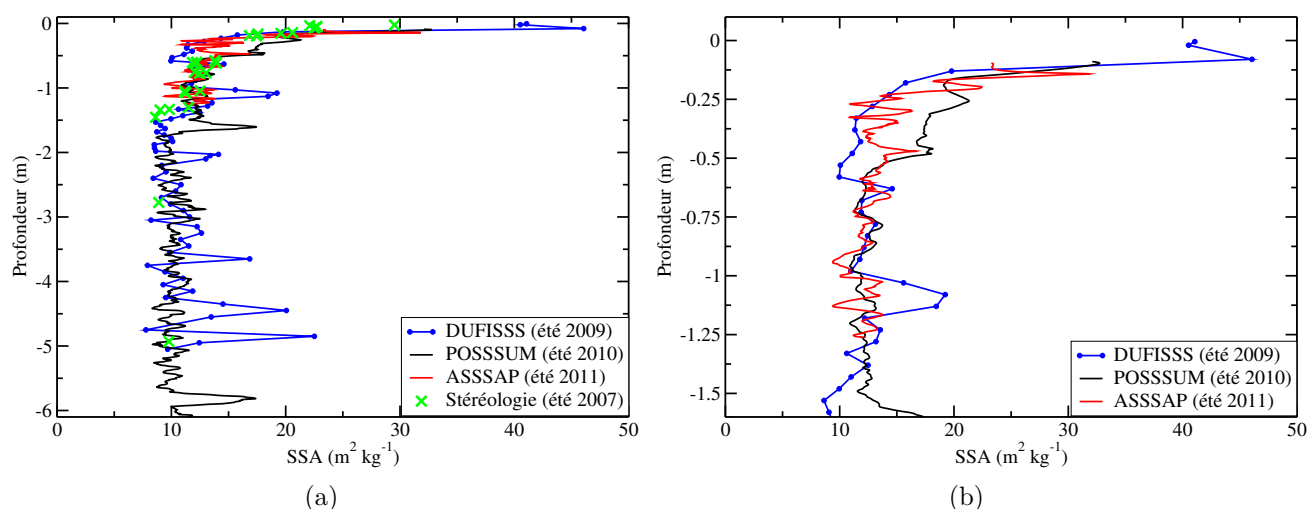 0
-1
-2
-3
-4
-5
-6
Profondeur (m)
0 10 20 30 40 50
SSA (m² kg⁻¹)
DUFISSS (été 2009)
POSSSUM (été 2010)
ASSSAP (été 2011)
Stéréologie (été 2007)
(a)
0
-0.25
-0.5
-0.75
-1
-1.25
-1.5
Profondeur (m)
0 10 20 30 40 50
SSA (m² kg⁻¹)
DUFISSS (été 2009)
POSSSUM (été 2010)
ASSSAP (été 2011)
(b)